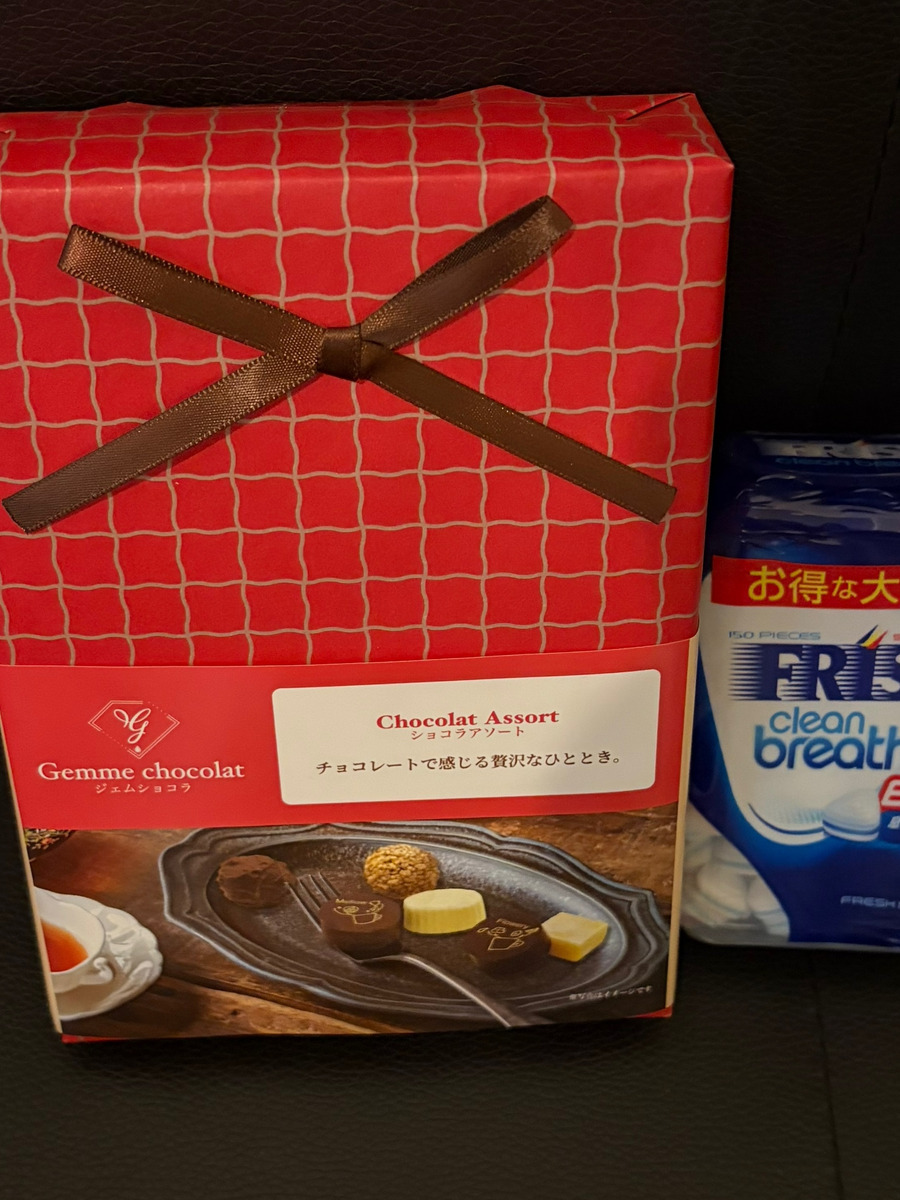 Gemme chocolat
ジェムショコラ
Chocolat Assort
ショコラアソート
チョコレートで感じる贅沢なひととき。
お得な大
150 PIECES
FRIS
clean
breath
FRESH